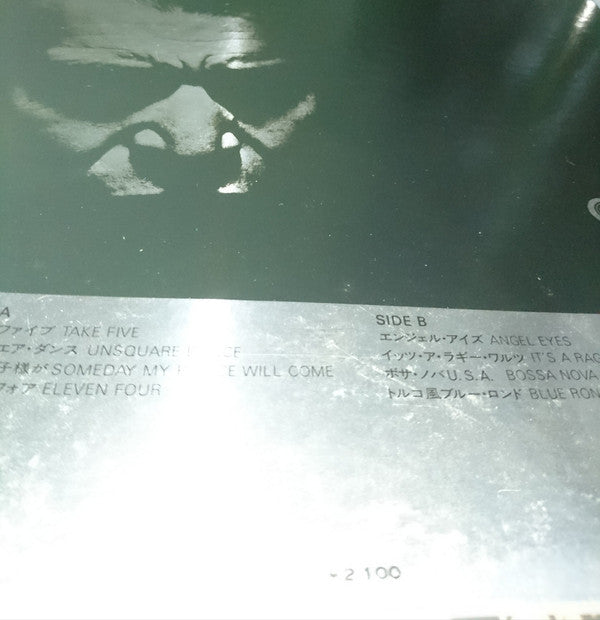 A
ファイブ TAKE FIVE
エア・ダンス UNSQUARE
子様が SOMEDAY MY WILL COME
フォア ELEVEN FOUR
SIDE B
エンジェル・アイズ ANGEL EYES
イッツ・ア・ラギー・ワルツ IT'S A RAG
ボサ・ノバU.S.A. BOSSA NOVA
トルコ風ブルー・ロンド BLUE RON
2100